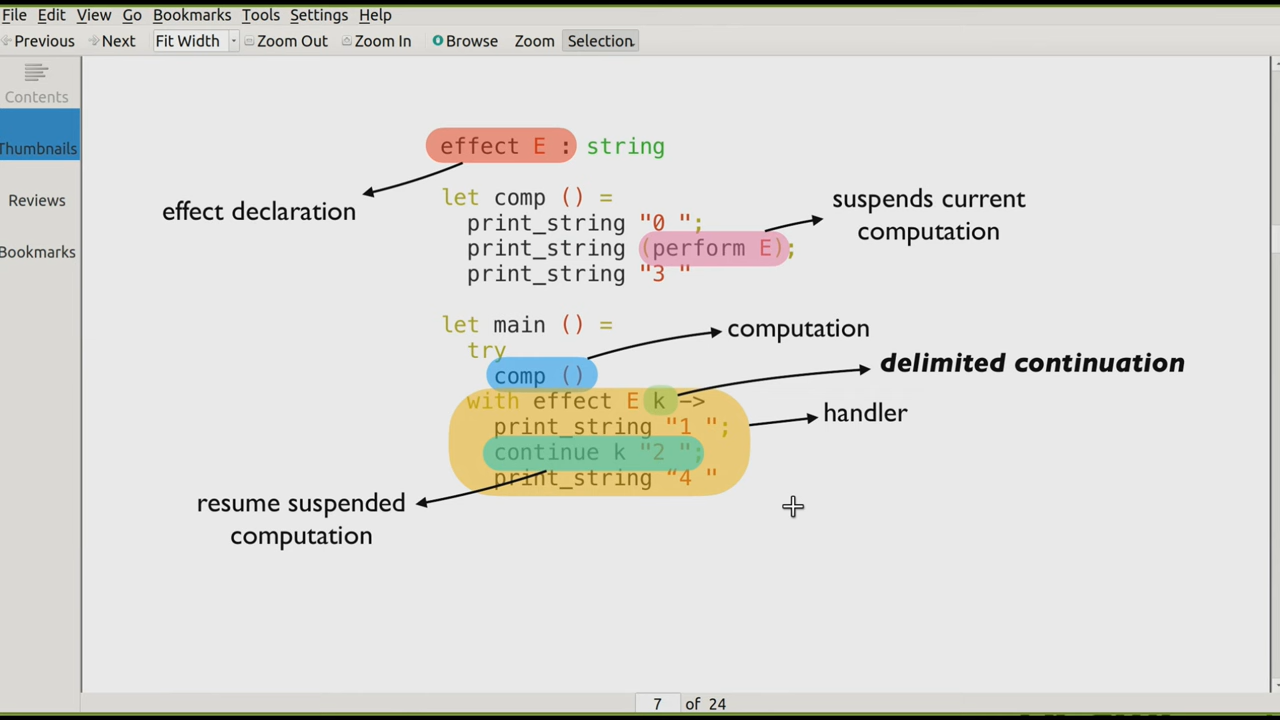 File Edit View Go Bookmarks Tools Settings Help
Previous Next Fit Width Zoom Out Zoom In Browse Zoom Selection
Contents
Thumbnails
Reviews
Bookmarks
effect E : string
effect declaration
let comp () =
print_string "0 ";
print_string (perform E);
print_string "3 "
suspends current
computation
let main () =
try
comp ()
with effect E k ->
print_string "1 ";
continue k "2 ";
print_string “4 "
computation
delimited continuation
handler
resume suspended
computation
7 of 24